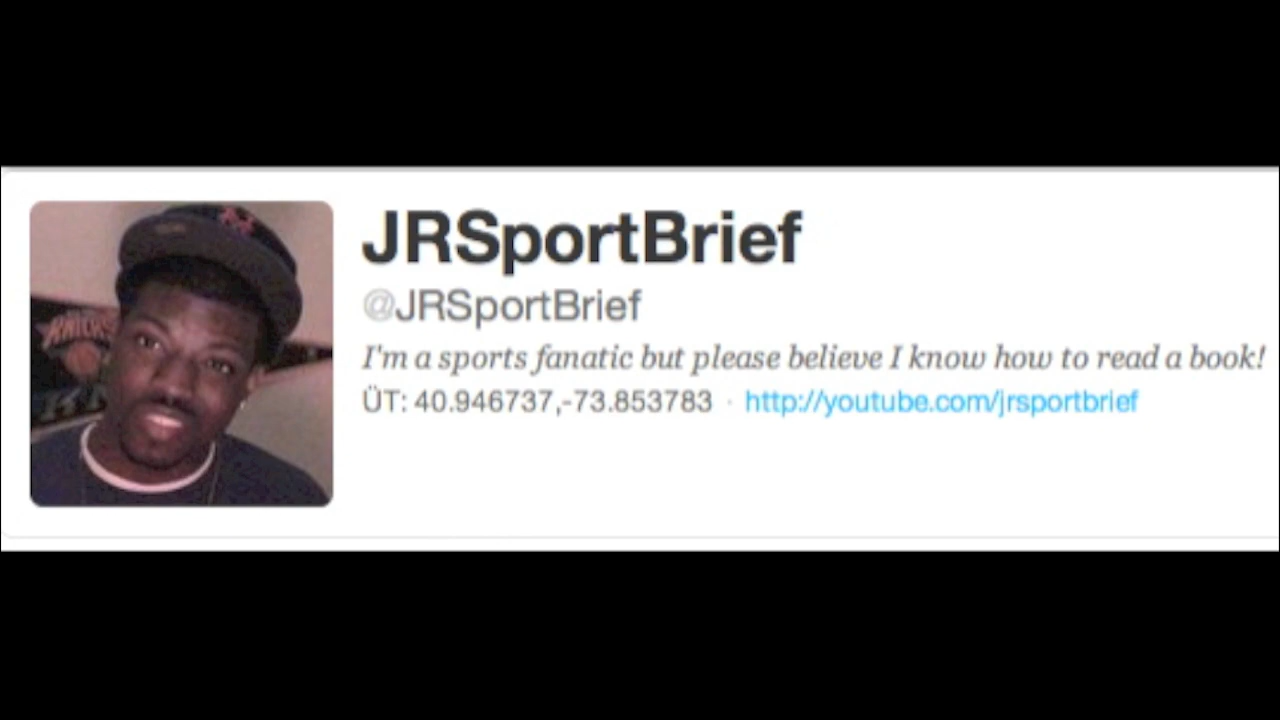 JRSportBrief
@JRSportBrief
I'm a sports fanatic but please believe I know how to read a book!
ÜT: 40.946737,-73.853783 · http://youtube.com/jrsportbrief
KNICKS